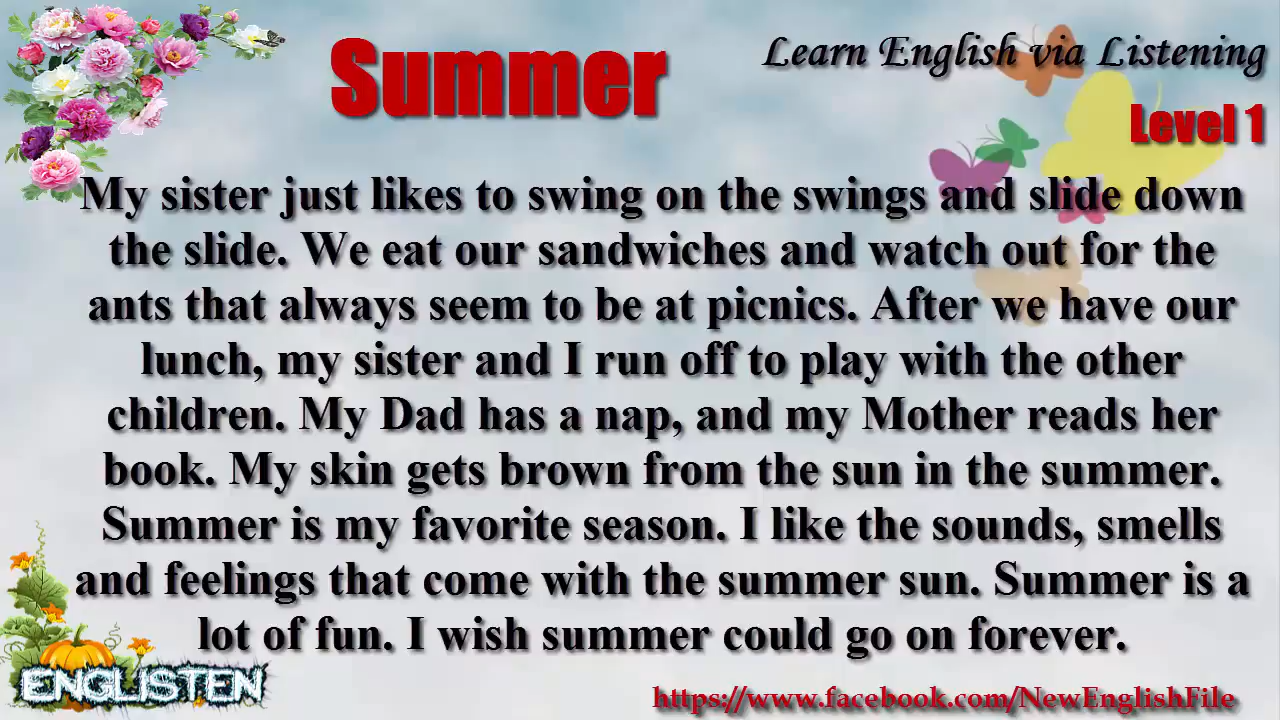 Summer
Learn English via Listening
Level 1
My sister just likes to swing on the swings and slide down
the slide. We eat our sandwiches and watch out for the
ants that always seem to be at picnics. After we have our
lunch, my sister and I run off to play with the other
children. My Dad has a nap, and my Mother reads her
book. My skin gets brown from the sun in the summer.
Summer is my favorite season. I like the sounds, smells
and feelings that come with the summer sun. Summer is a
lot of fun. I wish summer could go on forever.
ENGLISTEN
https://www.facebook.com/NewEnglishFile